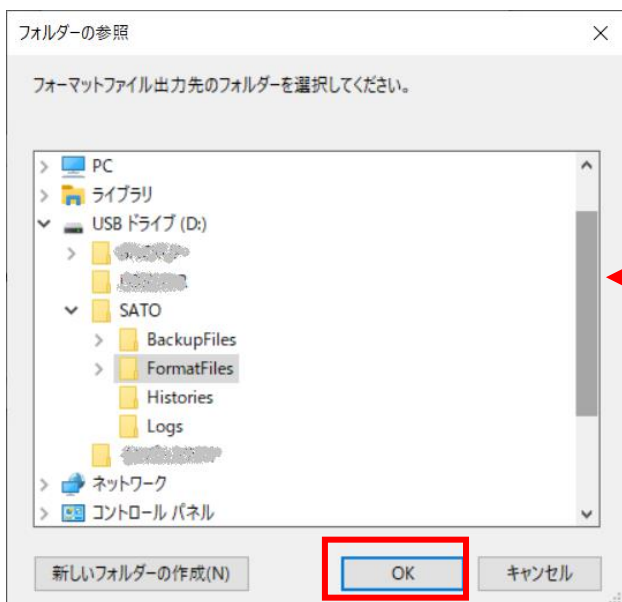 フォルダーの参照
フォーマットファイル出力先のフォルダーを選択してください。
PC
ライブラリ
USB ドライブ (D:)
SATO
BackupFiles
FormatFiles
Histories
Logs
ネットワーク
コントロール パネル
新しいフォルダーの作成(N)
OK
キャンセル